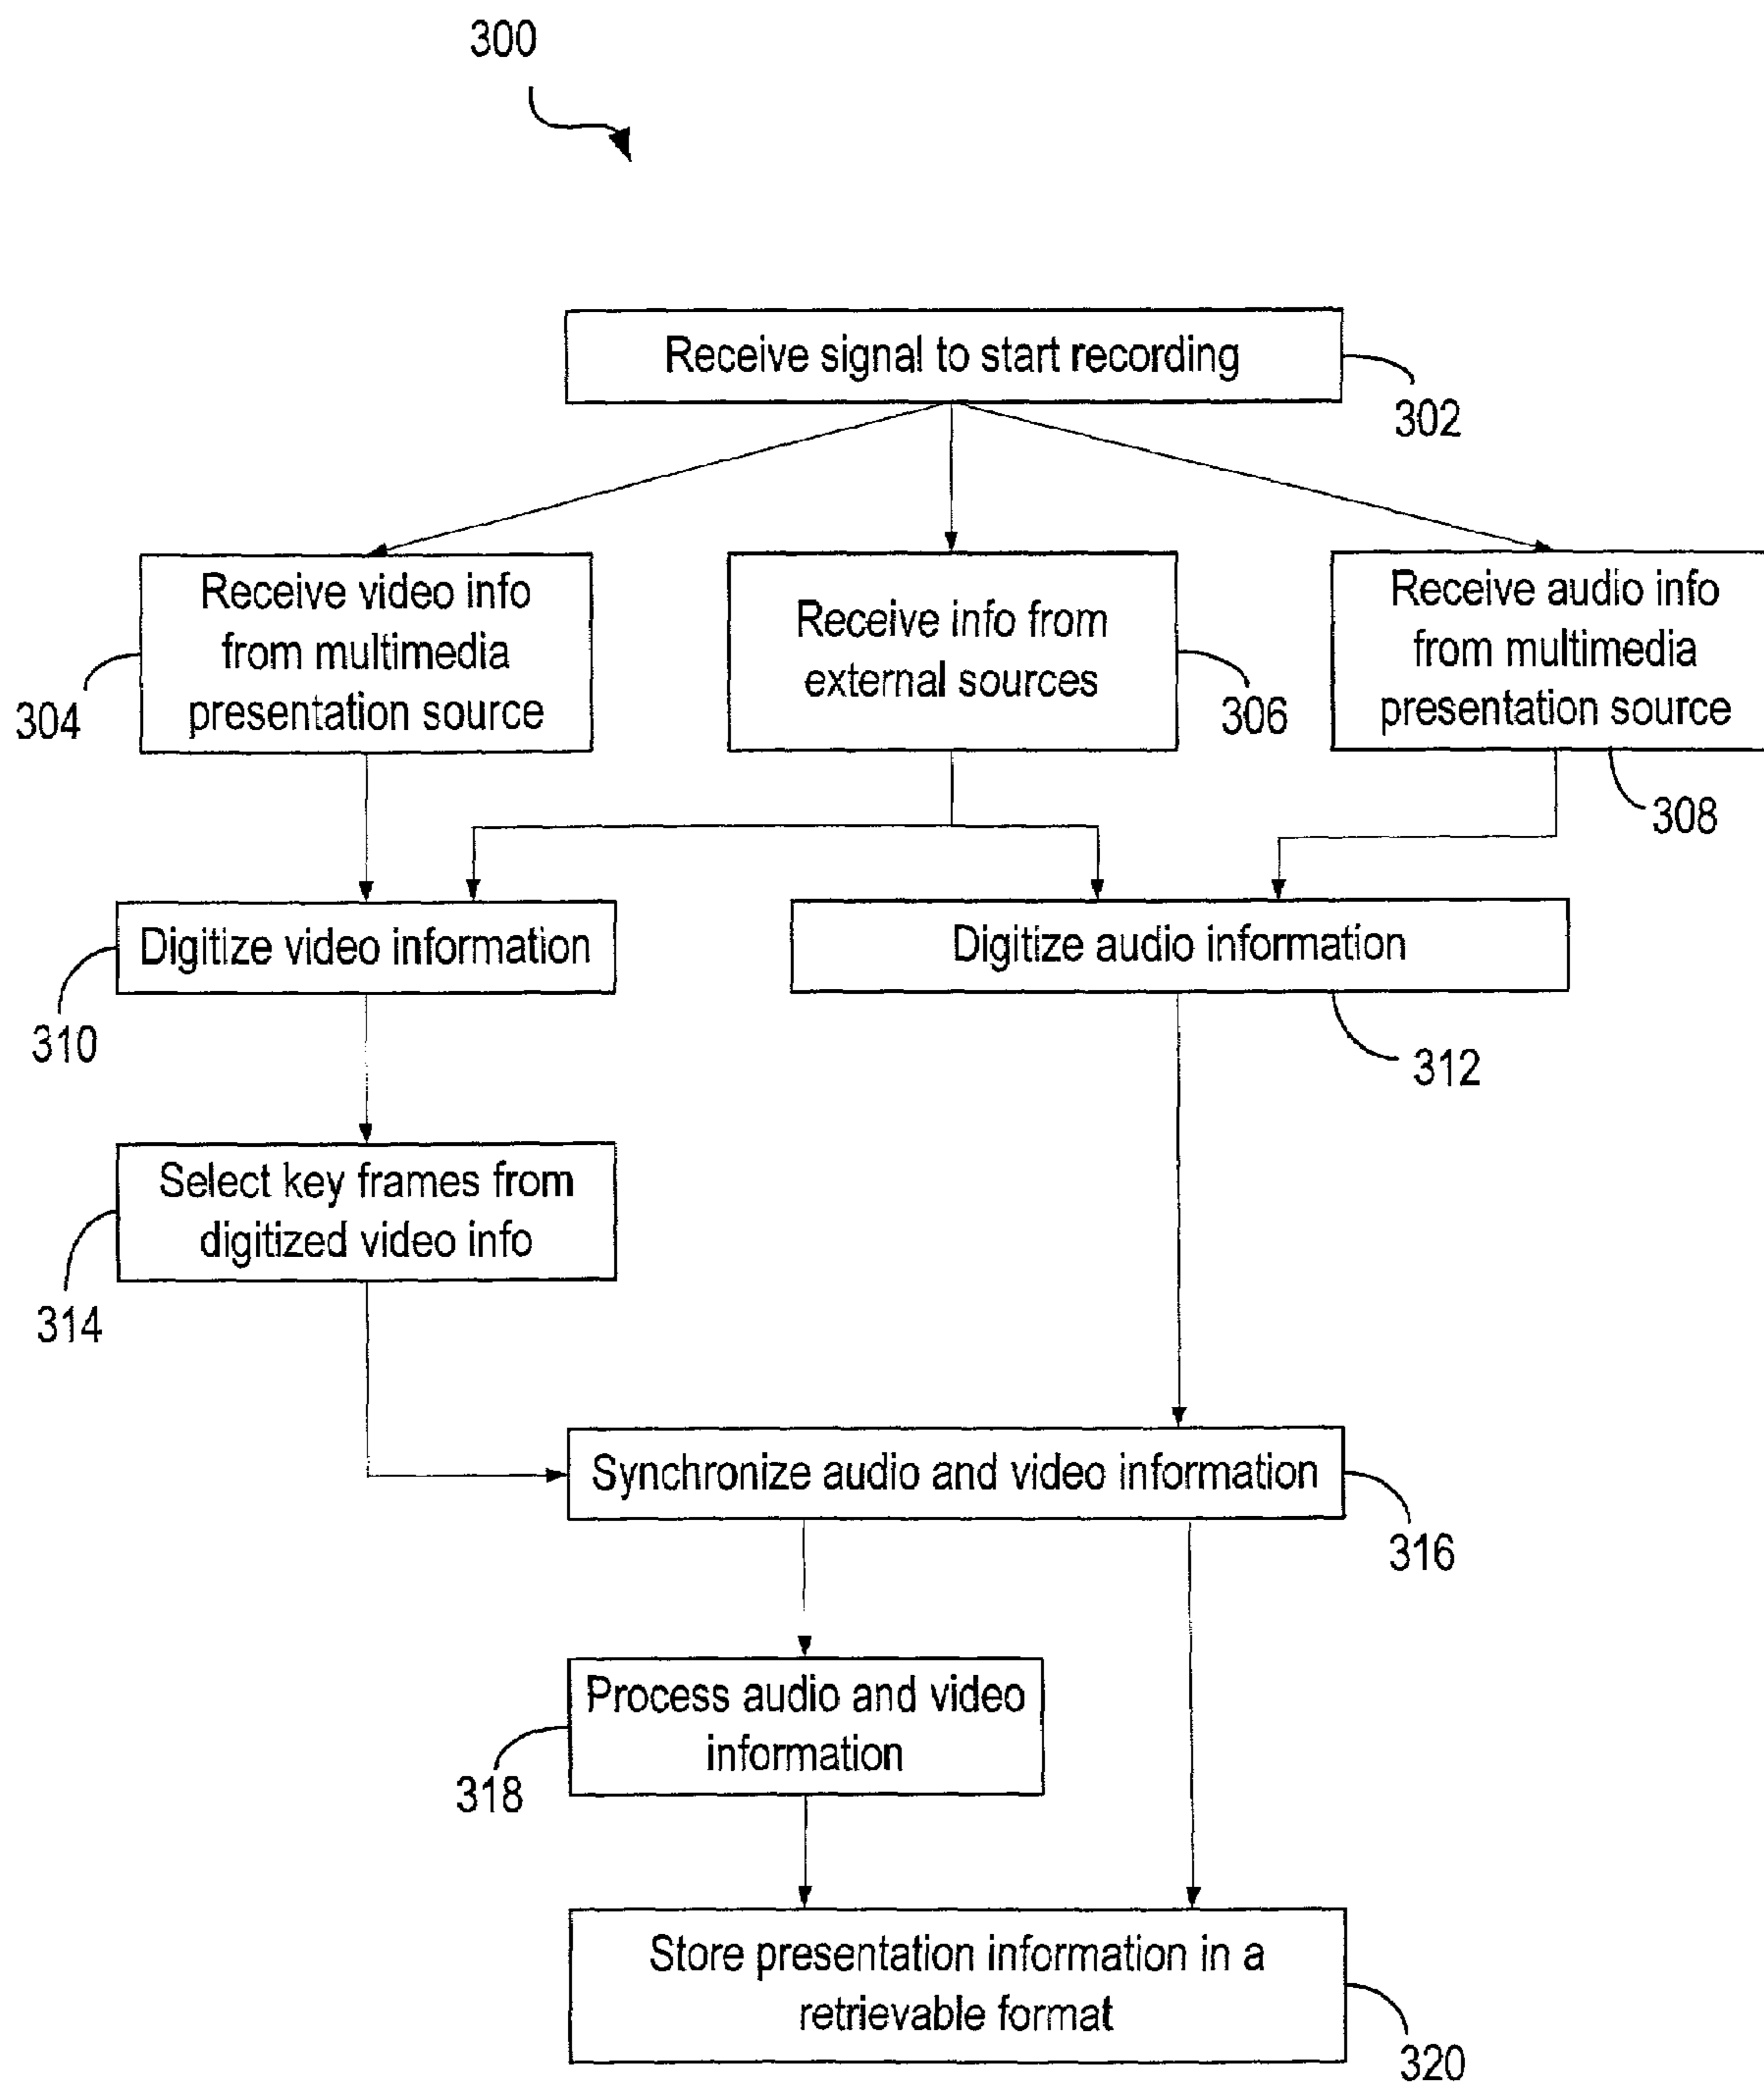 300
Receive signal to start recording
302
Receive video info
from multimedia
presentation source
304
Receive info from
external sources
306
Receive audio info
from multimedia
presentation source
308
Digitize video information
310
Digitize audio information
312
Select key frames from
digitized video info
314
Synchronize audio and video information
316
Process audio and video
information
318
Store presentation information in a
retrievable format
320